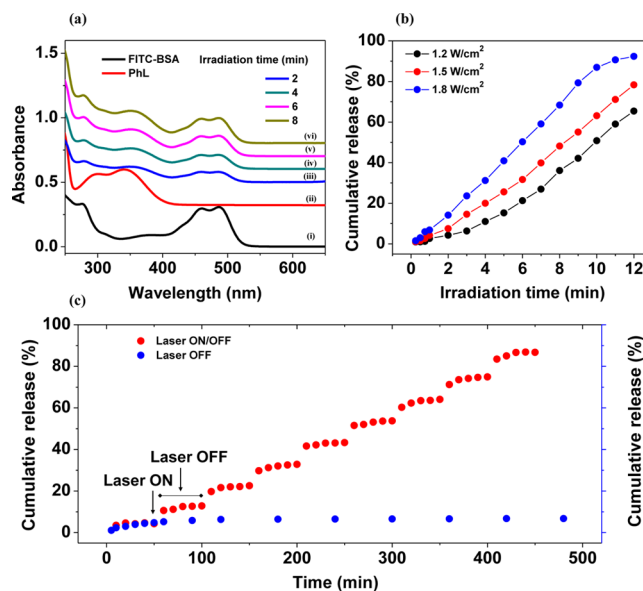 (a)
FITC-BSA
PhL
Irradiation time (min)
2
4
6
8
(vi)
(v)
(iv)
(iii)
(ii)
(i)
1.5
1.0
0.5
0.0
Absorbance
300
400
500
600
Wavelength (nm)
(b)
1.2 W/cm²
1.5 W/cm²
1.8 W/cm²
100
80
60
40
20
0
Cumulative release (%)
0 2 4 6 8 10 12
Irradiation time (min)
(c)
Laser ON/OFF
Laser OFF
Laser OFF
Laser ON
100
80
60
40
20
0
Cumulative release (%)
Cumulative release (%)
0 100 200 300 400 500
Time (min)